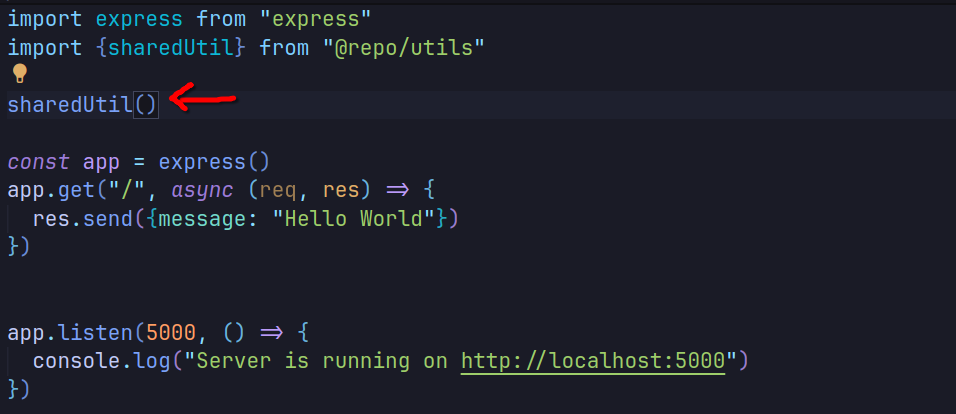 import express from "express"
import {sharedUtil} from "@repo/utils"
sharedUtil()
const app = express()
app.get("/", async (req, res) => {
  res.send({message: "Hello World"})
})
app.listen(5000, () => {
  console.log("Server is running on http://localhost:5000")
})